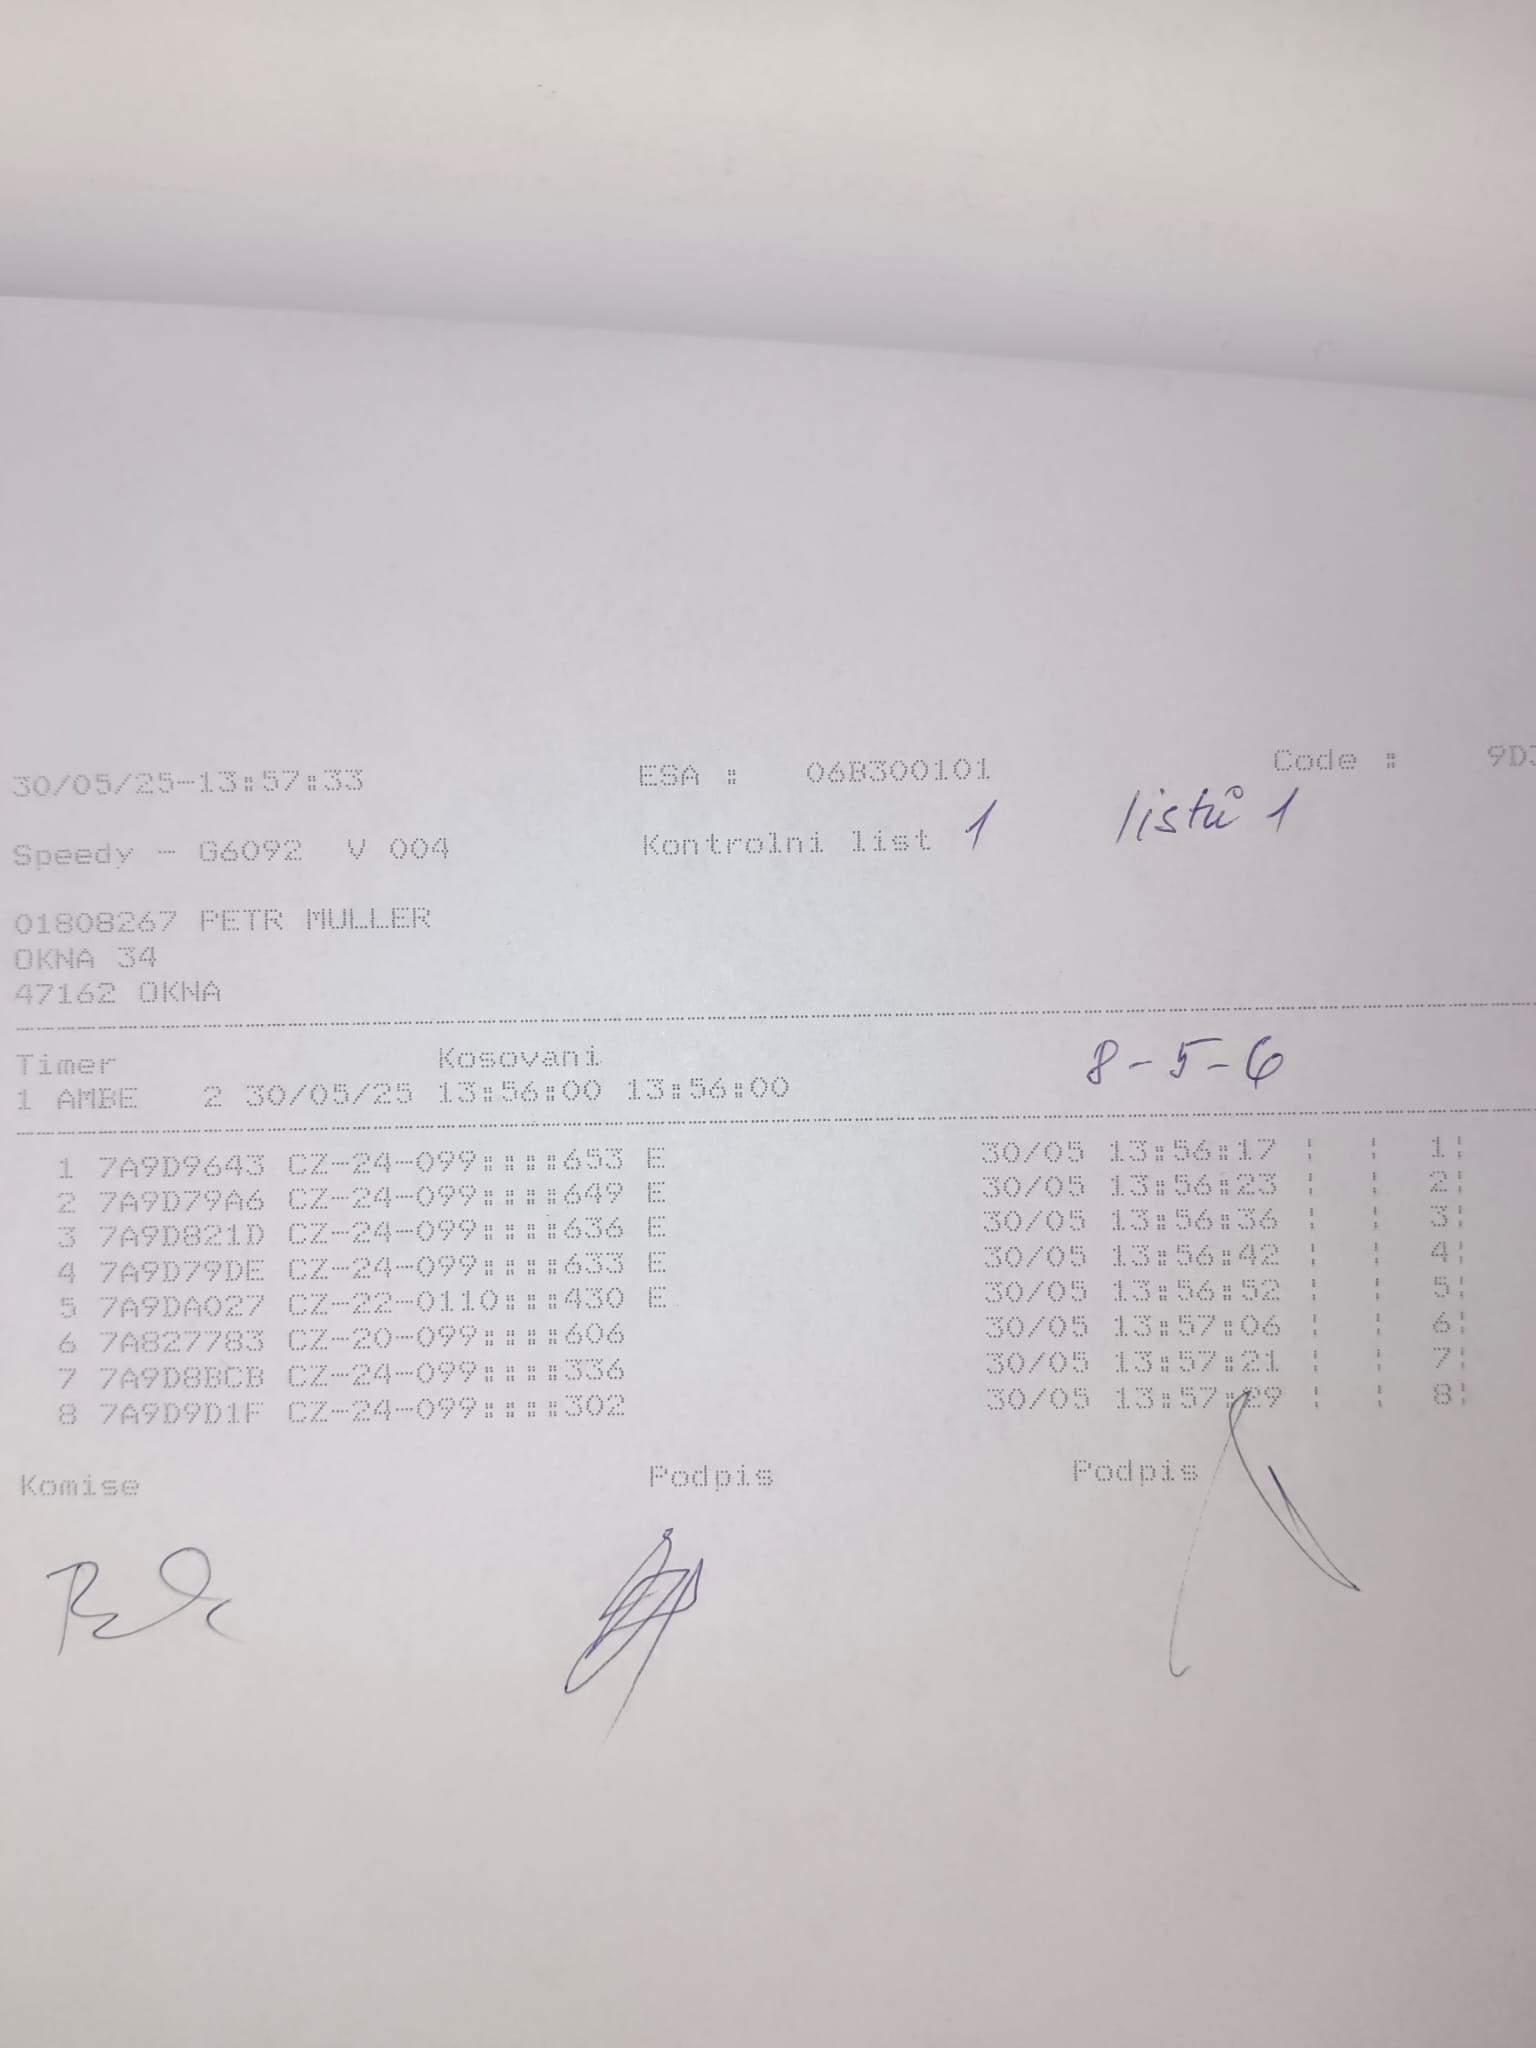 30/05/25-13:57:33 ESA : 06B300101 Code : 9D3
Speedy - G6092 V 004 Kontrolni list 1 listů 1
01808267 PETR MULLER
OKNA 34
47162 OKNA
Timer Kosovani 8-5-6
1 AMBE 2 30/05/25 13:56:00 13:56:00
1 7A9D9643 CZ-24-099::::653 E 30/05 13:56:17 ¦ ¦ 1¦
2 7A9D79A6 CZ-24-099::::649 E 30/05 13:56:23 ¦ ¦ 2¦
3 7A9D821D CZ-24-099::::636 E 30/05 13:56:36 ¦ ¦ 3¦
4 7A9D79DE CZ-24-099::::633 E 30/05 13:56:42 ¦ ¦ 4¦
5 7A9DA027 CZ-22-0110:::430 E 30/05 13:56:52 ¦ ¦ 5¦
6 7A827783 CZ-20-099::::606 30/05 13:57:06 ¦ ¦ 6¦
7 7A9D8BCB CZ-24-099::::336 30/05 13:57:21 ¦ ¦ 7¦
8 7A9D9D1F CZ-24-099::::302 30/05 13:57:29 ¦ ¦ 8¦
Komise Podpis Podpis